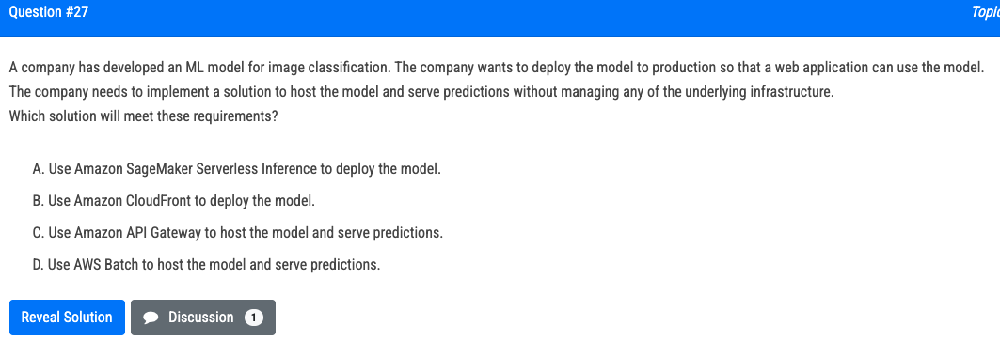 Question #27
Topic
A company has developed an ML model for image classification. The company wants to deploy the model to production so that a web application can use the model.
The company needs to implement a solution to host the model and serve predictions without managing any of the underlying infrastructure.
Which solution will meet these requirements?
A. Use Amazon SageMaker Serverless Inference to deploy the model.
B. Use Amazon CloudFront to deploy the model.
C. Use Amazon API Gateway to host the model and serve predictions.
D. Use AWS Batch to host the model and serve predictions.
Reveal Solution Discussion 1